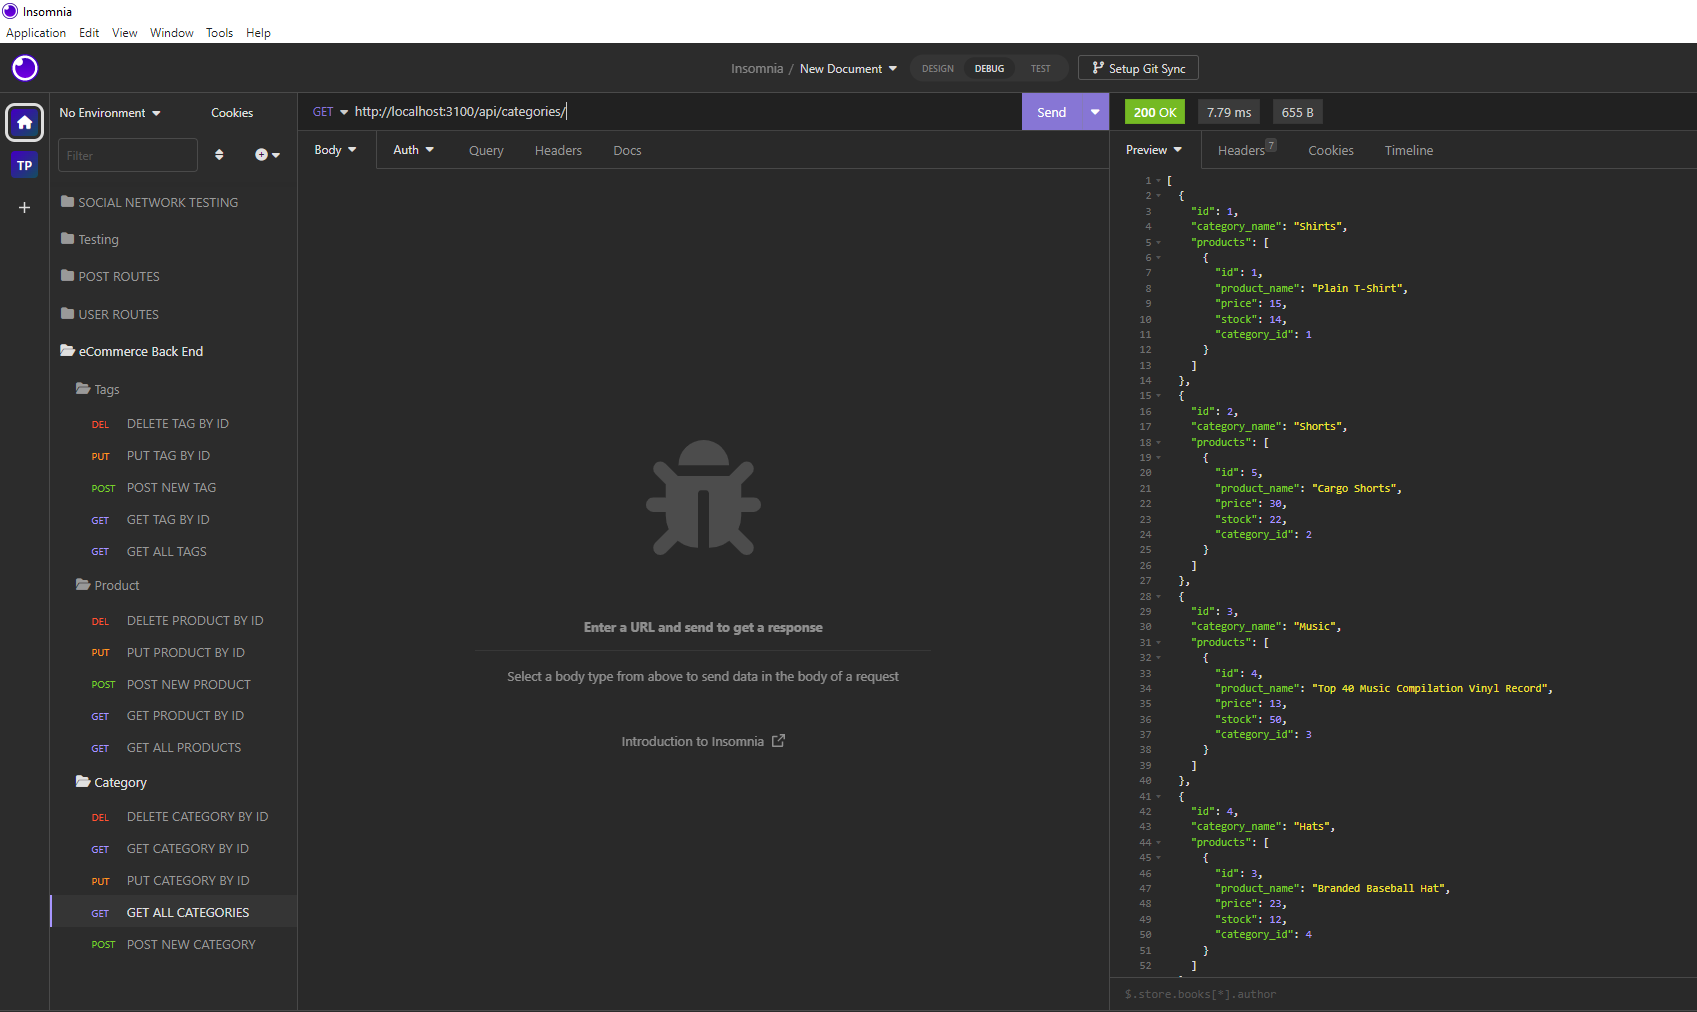 Insomnia
Application Edit View Window Tools Help
Insomnia / New Document DESIGN DEBUG TEST Setup Git Sync
TP
No Environment Cookies
Filter
SOCIAL NETWORK TESTING
Testing
POST ROUTES
USER ROUTES
eCommerce Back End
Tags
DEL DELETE TAG BY ID
PUT PUT TAG BY ID
POST POST NEW TAG
GET GET TAG BY ID
GET GET ALL TAGS
Product
DEL DELETE PRODUCT BY ID
PUT PUT PRODUCT BY ID
POST POST NEW PRODUCT
GET GET PRODUCT BY ID
GET GET ALL PRODUCTS
Category
DEL DELETE CATEGORY BY ID
GET GET CATEGORY BY ID
PUT PUT CATEGORY BY ID
GET GET ALL CATEGORIES
POST POST NEW CATEGORY
GET http://localhost:3100/api/categories/ Send
Body Auth Query Headers Docs
Enter a URL and send to get a response
Select a body type from above to send data in the body of a request
Introduction to Insomnia
200 OK 7.79 ms 655 B
Preview Headers 7 Cookies Timeline
1 [
2 {
3 "id": 1,
4 "category_name": "Shirts",
5 "products": [
6 {
7 "id": 1,
8 "product_name": "Plain T-Shirt",
9 "price": 15,
10 "stock": 14,
11 "category_id": 1
12 }
13 ]
14 },
15 {
16 "id": 2,
17 "category_name": "Shorts",
18 "products": [
19 {
20 "id": 5,
21 "product_name": "Cargo Shorts",
22 "price": 30,
23 "stock": 22,
24 "category_id": 2
25 }
26 ]
27 },
28 {
29 "id": 3,
30 "category_name": "Music",
31 "products": [
32 {
33 "id": 4,
34 "product_name": "Top 40 Music Compilation Vinyl Record",
35 "price": 13,
36 "stock": 50,
37 "category_id": 3
38 }
39 ]
40 },
41 {
42 "id": 4,
43 "category_name": "Hats",
44 "products": [
45 {
46 "id": 3,
47 "product_name": "Branded Baseball Hat",
48 "price": 23,
49 "stock": 12,
50 "category_id": 4
51 }
52 ]
$.store.books[*].author